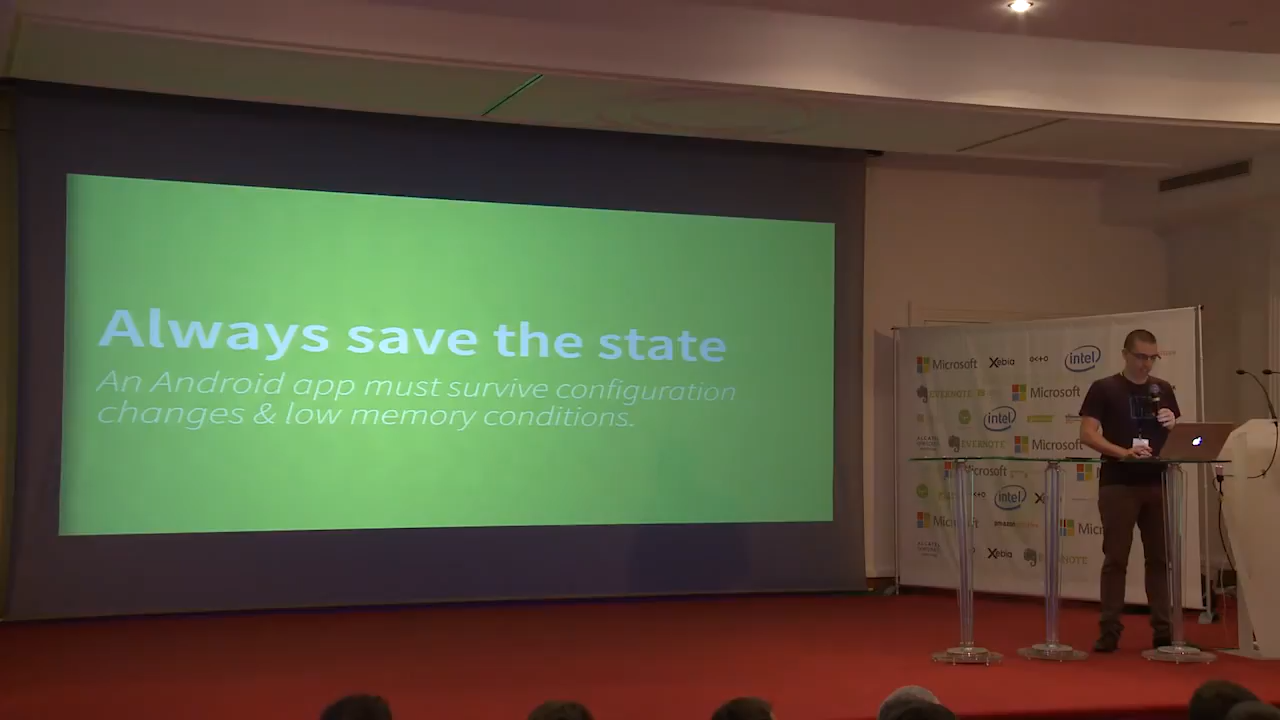 Always save the state
An Android app must survive configuration
changes & low memory conditions.
Microsoft
Xebia
intel
EVERNOTE
Microsoft
intel
EVERNOTE
Microsoft
Microsoft
intel
Xebia
EVERNOTE